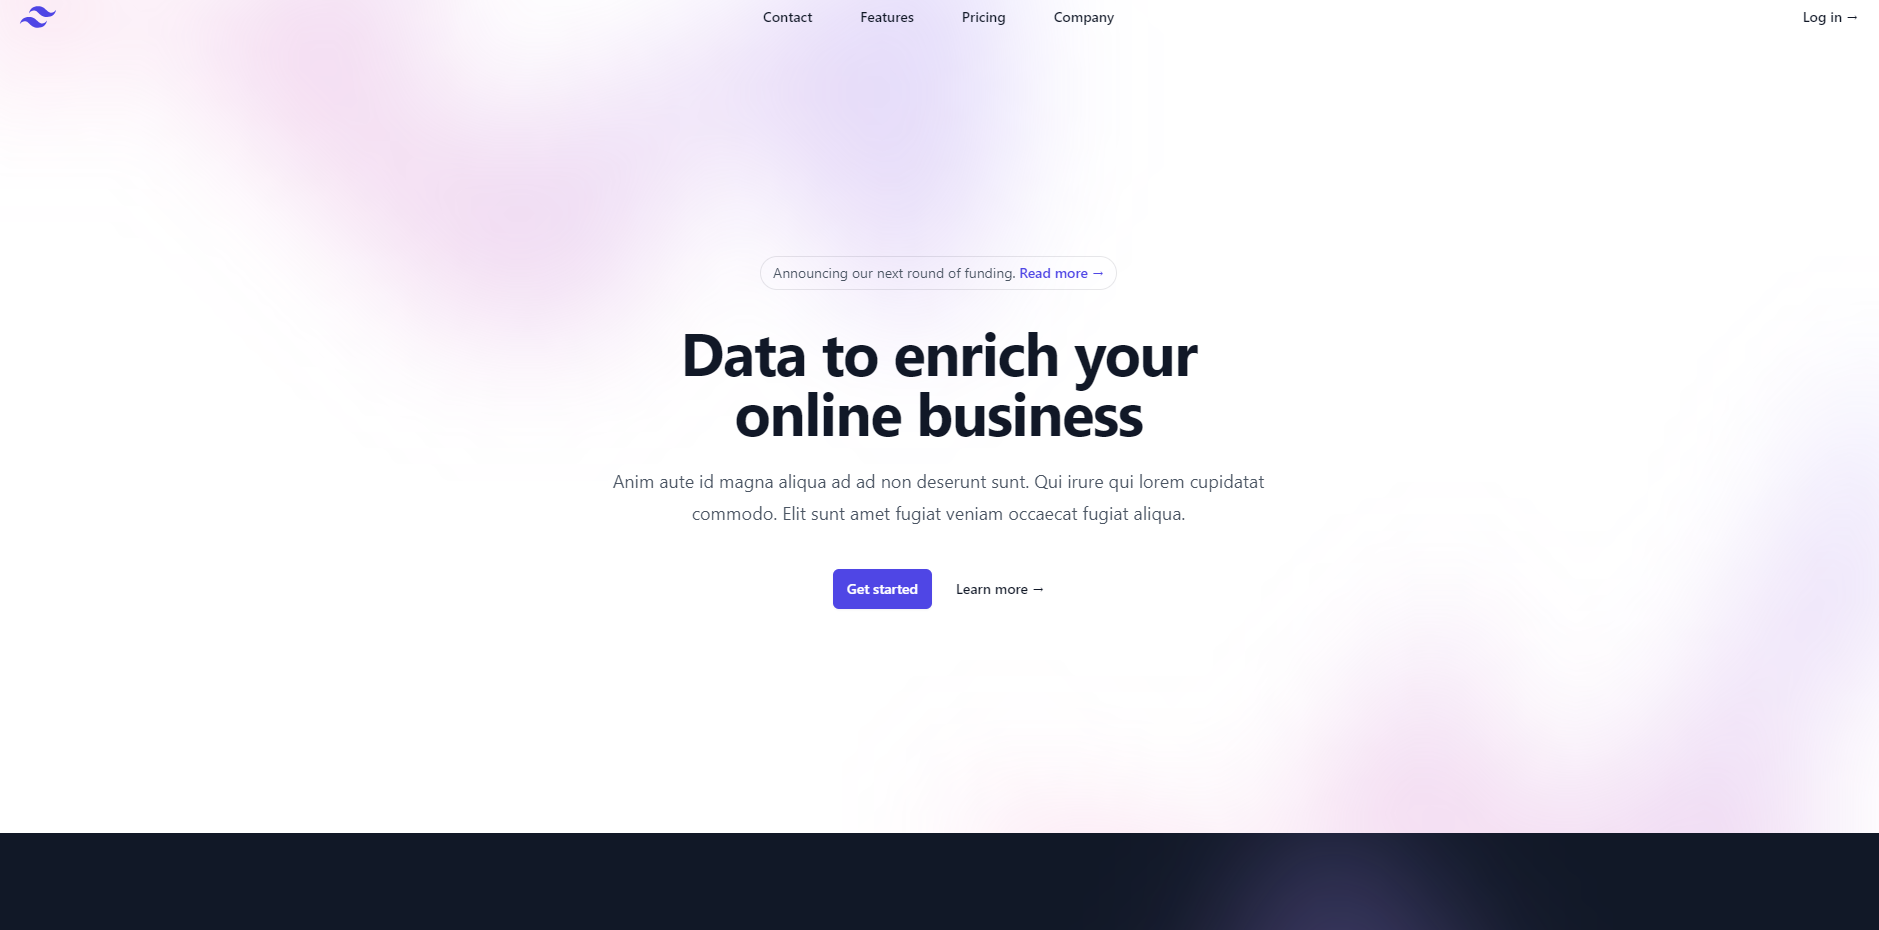 Contact Features Pricing Company Log in →
Announcing our next round of funding. Read more →
Data to enrich your
online business
Anim aute id magna aliqua ad ad non deserunt sunt. Qui irure qui lorem cupidatat
commodo. Elit sunt amet fugiat veniam occaecat fugiat aliqua.
Get started Learn more →